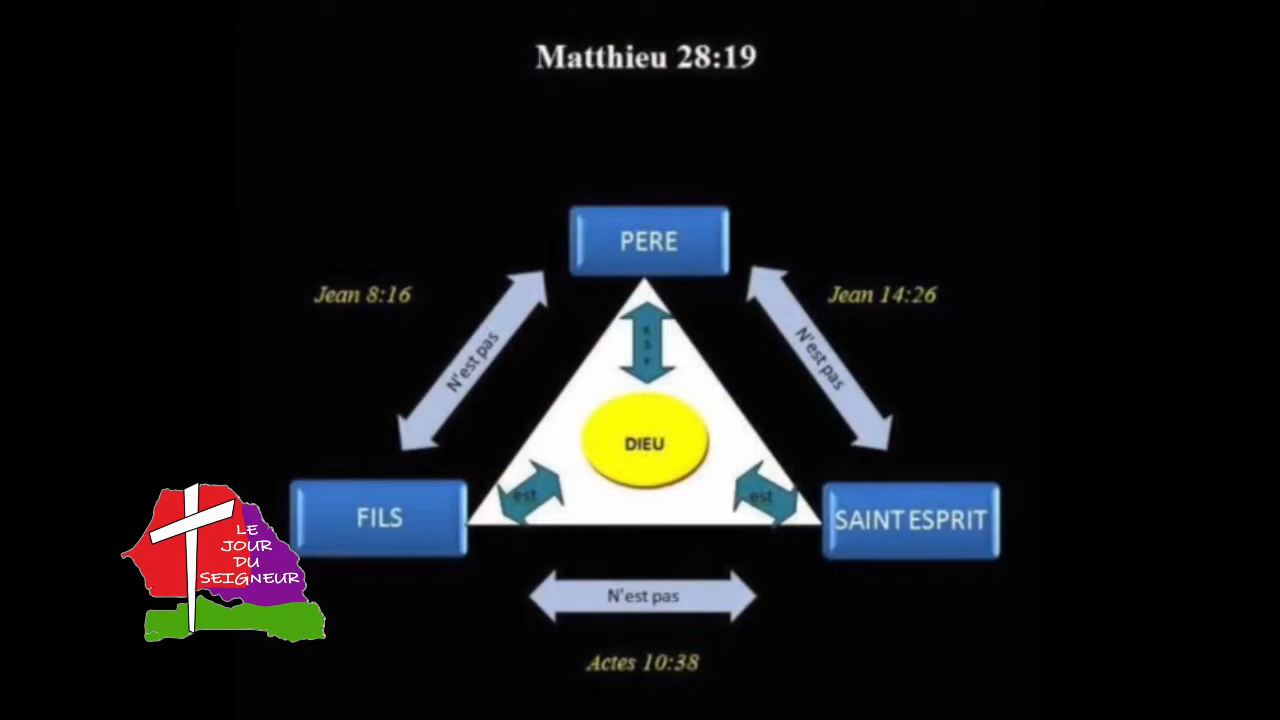 Matthieu 28:19
PERE
Jean 8:16
Jean 14:26
N'est pas
N'est pas
est
DIEU
est
est
FILS
SAINT ESPRIT
LE
JOUR
DU
SEIGNEUR
N'est pas
Actes 10:38